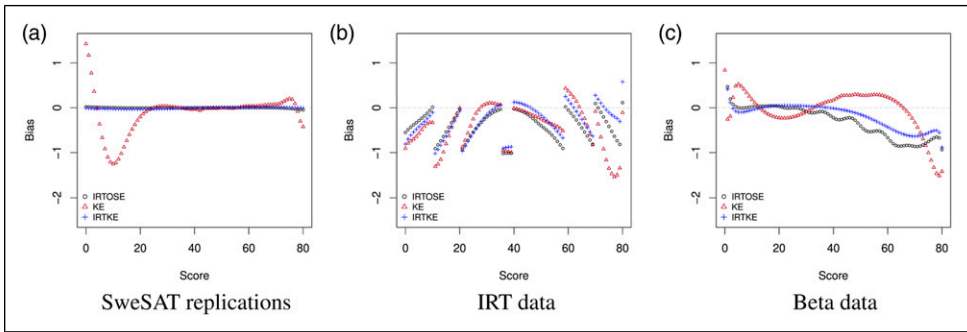 (a)
Bias
1
0
-1
-2
IRTOSE
KE
IRTKE
0 20 40 60 80
Score
SweSAT replications
(b)
Bias
1
0
-1
-2
IRTOSE
KE
IRTKE
0 20 40 60 80
Score
IRT data
(c)
Bias
1
0
-1
-2
IRTOSE
KE
IRTKE
0 20 40 60 80
Score
Beta data